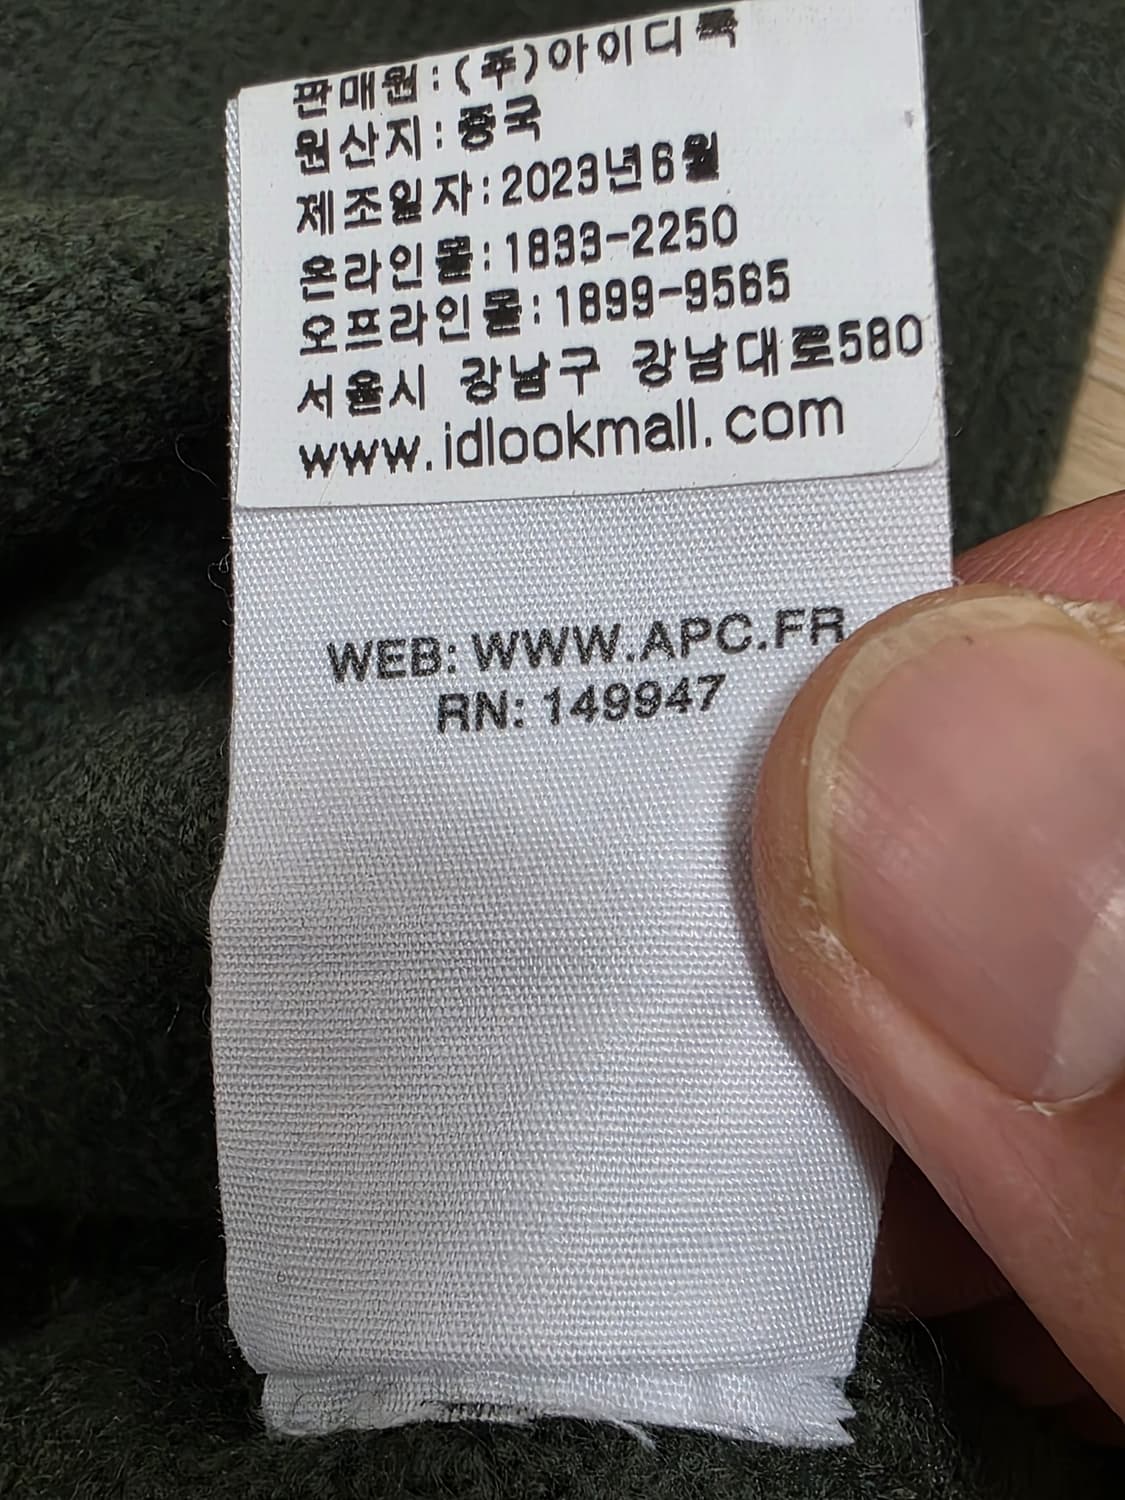 판매원:(주)아이디룩
원산지:중국
제조일자:2023년6월
온라인몰:1833-2250
오프라인몰:1899-9565
서울시 강남구 강남대로580
www.idlookmall.com
WEB: WWW.APC.FR
RN: 149947